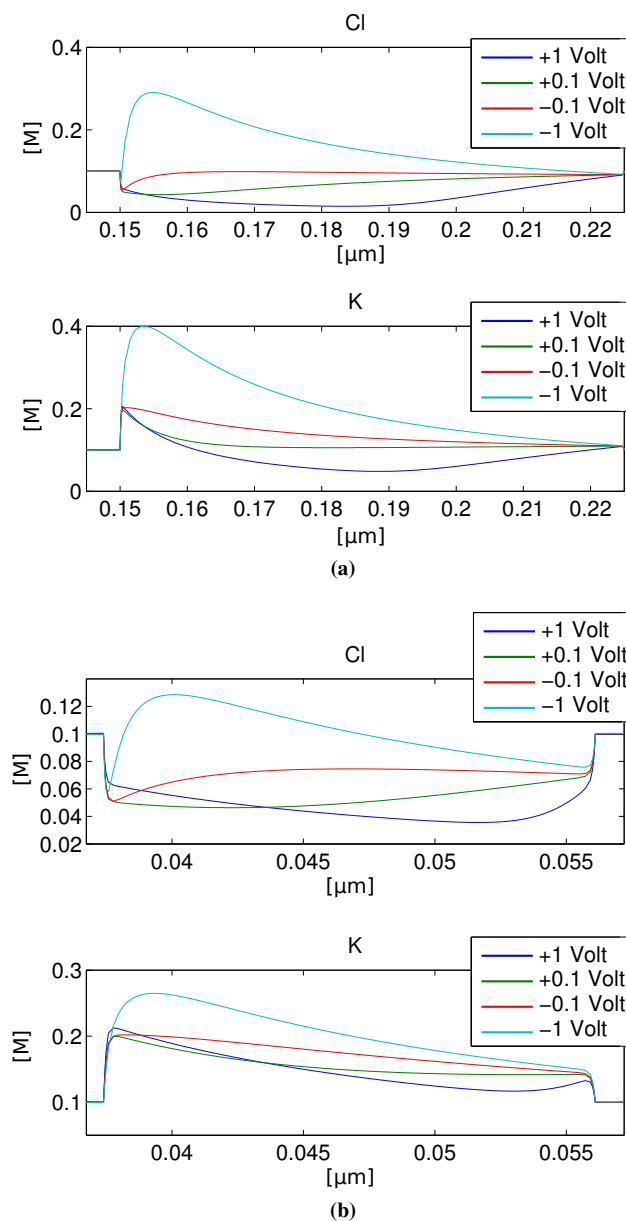 Cl
+1 Volt
+0.1 Volt
−0.1 Volt
−1 Volt
0.4
0.2
0
[M]
0.15 0.16 0.17 0.18 0.19 0.2 0.21 0.22
[µm]
K
+1 Volt
+0.1 Volt
−0.1 Volt
−1 Volt
0.4
0.2
0
[M]
0.15 0.16 0.17 0.18 0.19 0.2 0.21 0.22
[µm]
(a)
Cl
+1 Volt
+0.1 Volt
−0.1 Volt
−1 Volt
0.12
0.1
0.08
0.06
0.04
0.02
[M]
0.04 0.045 0.05 0.055
[µm]
K
+1 Volt
+0.1 Volt
−0.1 Volt
−1 Volt
0.3
0.2
0.1
[M]
0.04 0.045 0.05 0.055
[µm]
(b)